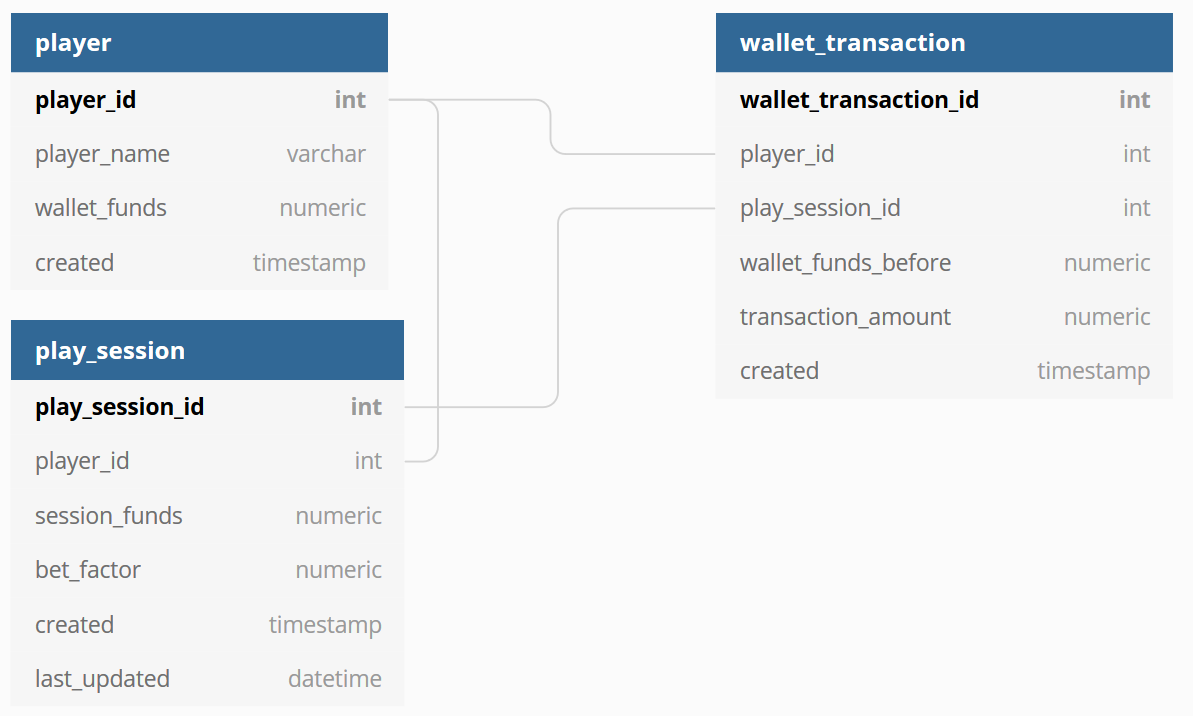 player
player_id int
player_name varchar
wallet_funds numeric
created timestamp
play_session
play_session_id int
player_id int
session_funds numeric
bet_factor numeric
created timestamp
last_updated datetime
wallet_transaction
wallet_transaction_id int
player_id int
play_session_id int
wallet_funds_before numeric
transaction_amount numeric
created timestamp